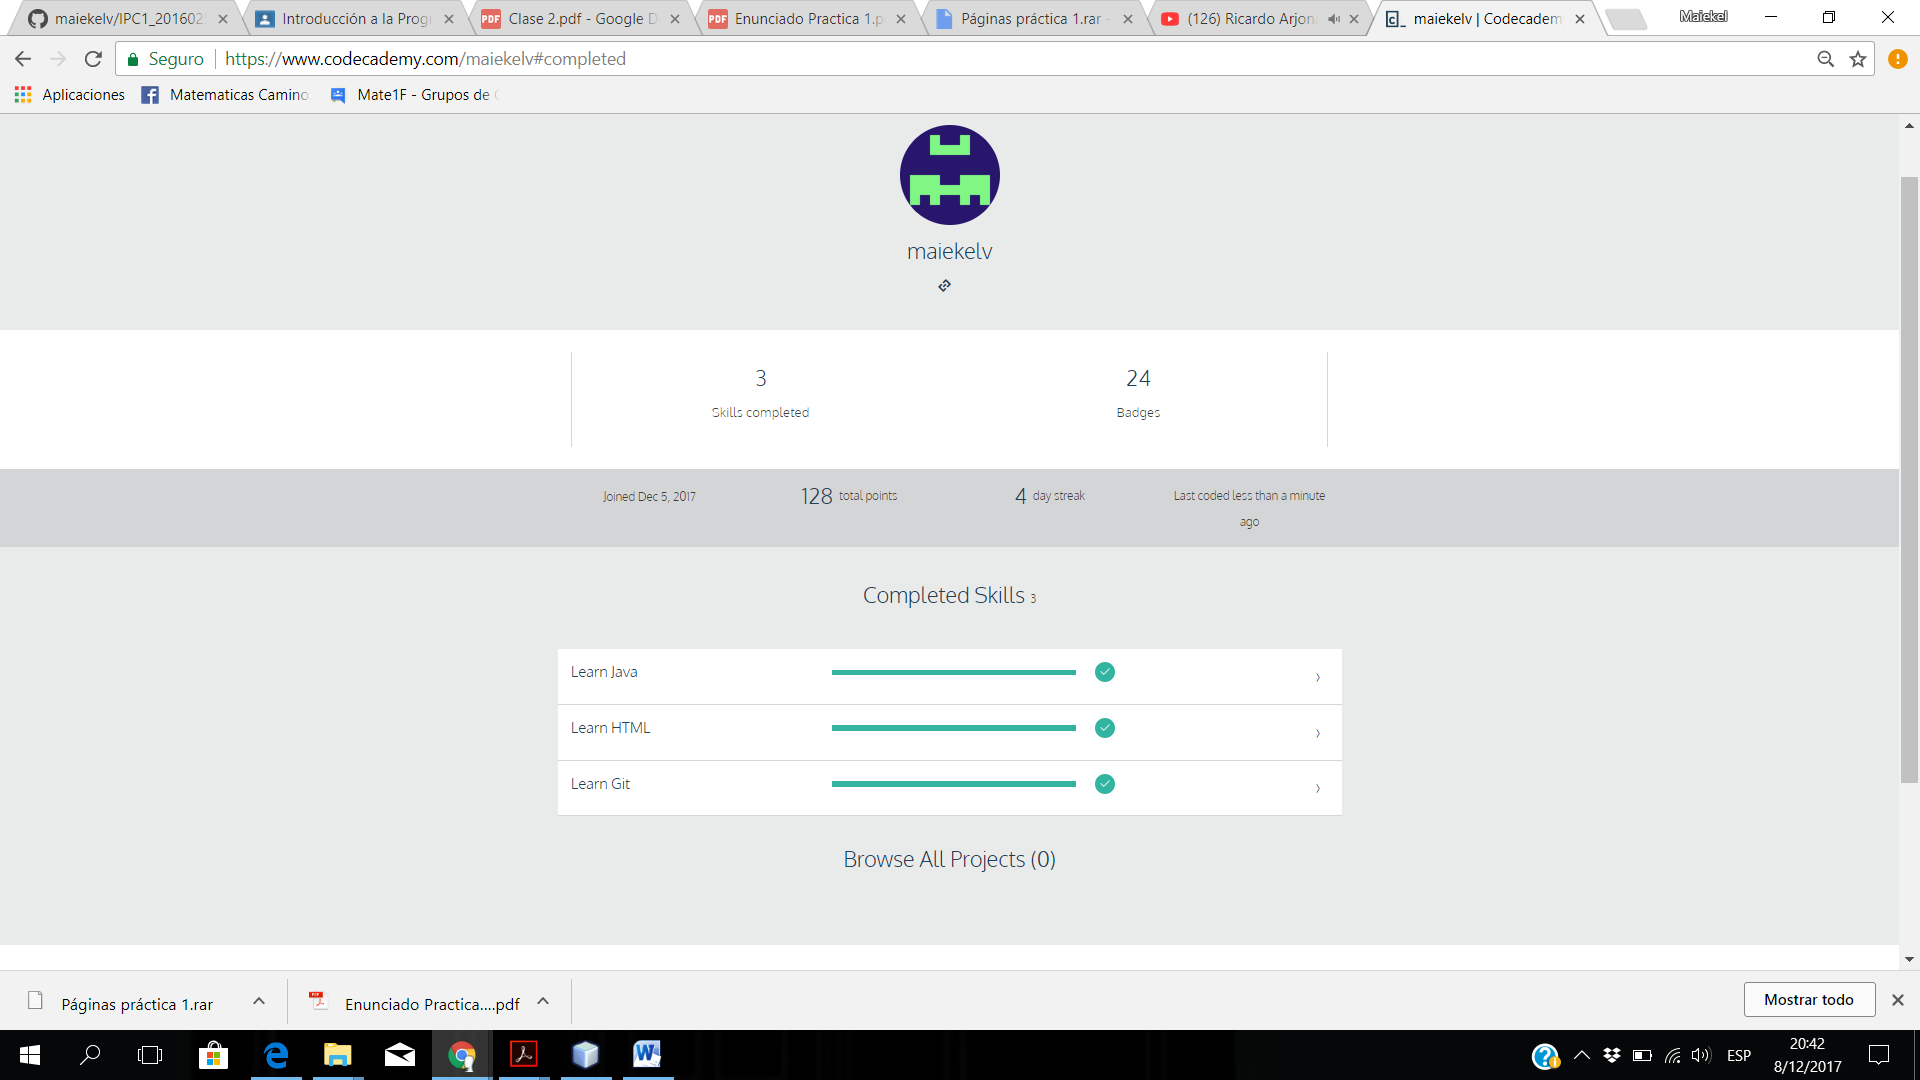 maiekelv/IPC1_201602
Introducción a la Progr
Clase 2.pdf - Google D
Enunciado Practica 1.p
Páginas práctica 1.rar -
(126) Ricardo Arjona
maiekelv | Codecadem
Maiekel
Seguro
https://www.codecademy.com/maiekelv#completed
Aplicaciones
Matematicas Camino
Mate1F - Grupos de
maiekelv
3
Skills completed
24
Badges
Joined Dec 5, 2017
128 total points
4 day streak
Last coded less than a minute
ago
Completed Skills 3
Learn Java
Learn HTML
Learn Git
Browse All Projects (0)
Páginas práctica 1.rar
Enunciado Practica....pdf
Mostrar todo
ESP
20:42
8/12/2017